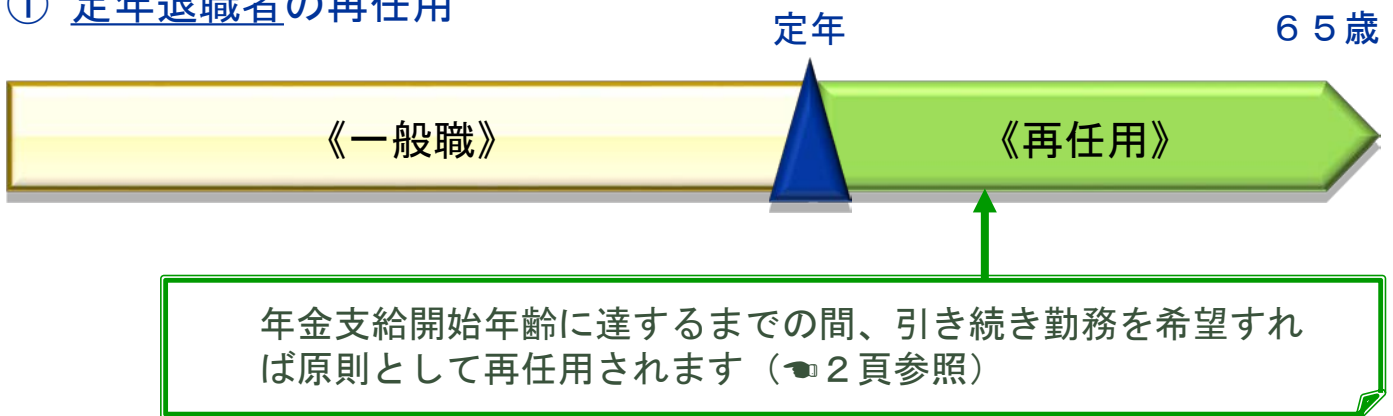 ① 定年退職者の再任用
定年
６５歳
《一般職》
《再任用》
年金支給開始年齢に達するまでの間、引き続き勤務を希望すれ
ば原則として再任用されます（☚２頁参照）